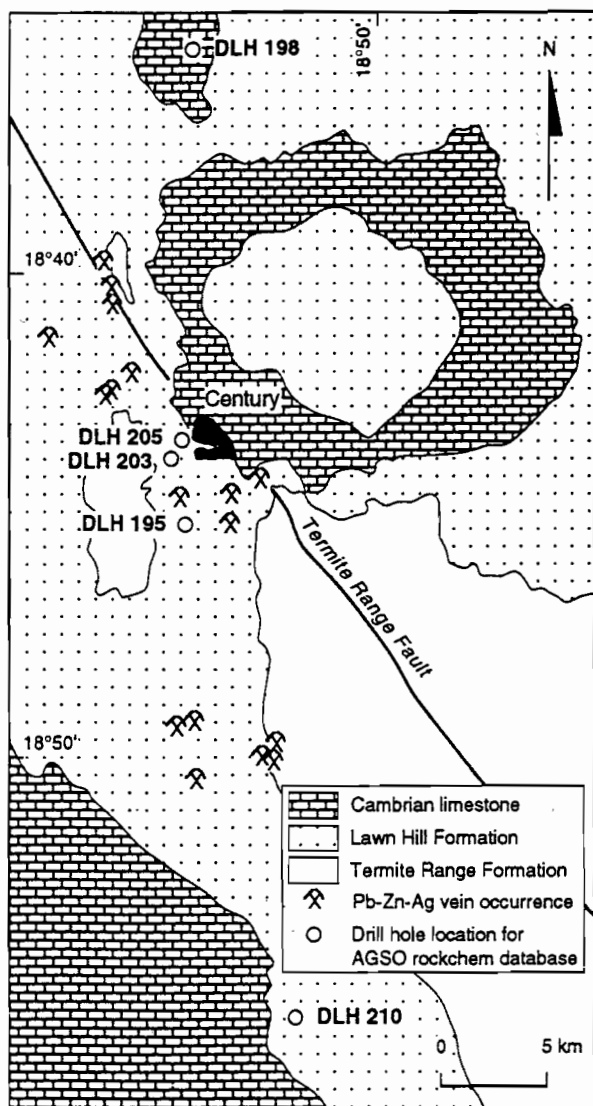 DLH 198
18°50'
N
18°40'
Century
DLH 205
DLH 203
DLH 195
Termite Range Fault
18°50'
Cambrian limestone
Lawn Hill Formation
Termite Range Formation
Pb-Zn-Ag vein occurrence
Drill hole location for
AGSO rockchem database
DLH 210
0 5 km